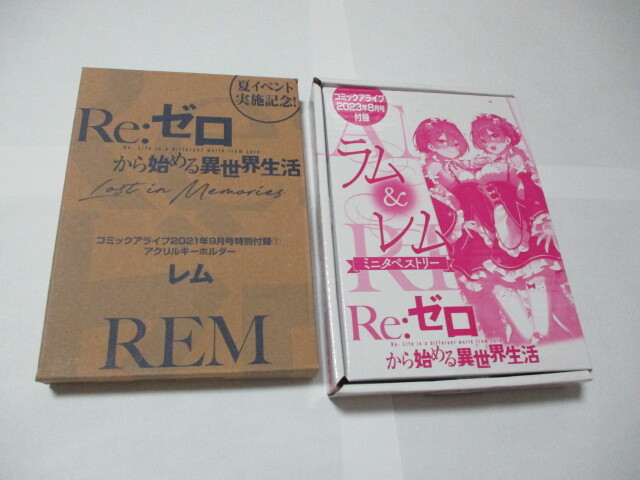 夏イベント
実施記念!
Re:ゼロ
Re. Life in a different world from zero
から始める異世界生活
Lost in Memories
コミックアライブ2021年9月号特別付録①
アクリルキーホルダー
レム
REM
コミックアライブ
2023年8月号
付録
ラム
&
レム
ミニタペストリー
Re:ゼロ
Re. Life in a different world from zero
から始める異世界生活